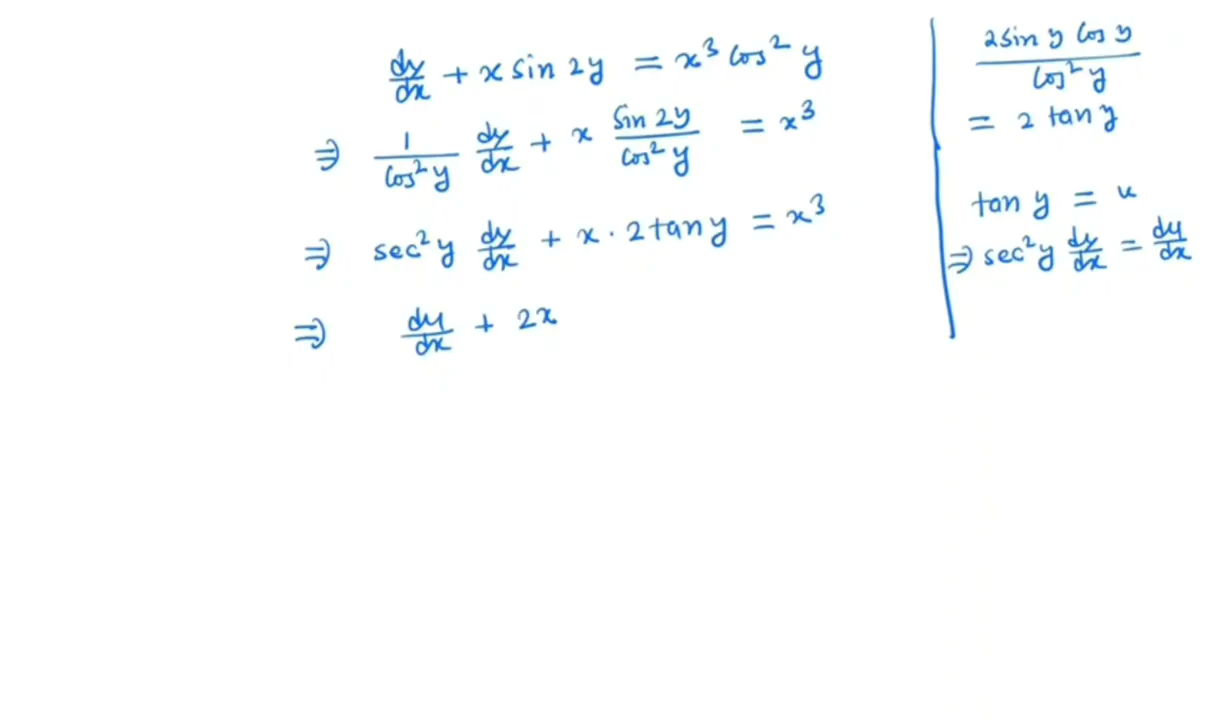 dy/dx + x sin 2y = x³ cos² y
⇒ 1/cos² y dy/dx + x sin 2y/cos² y = x³
⇒ sec² y dy/dx + x · 2 tan y = x³
⇒ du/dx + 2x
2 sin y cos y/cos² y
= 2 tan y
tan y = u
⇒ sec² y dy/dx = du/dx